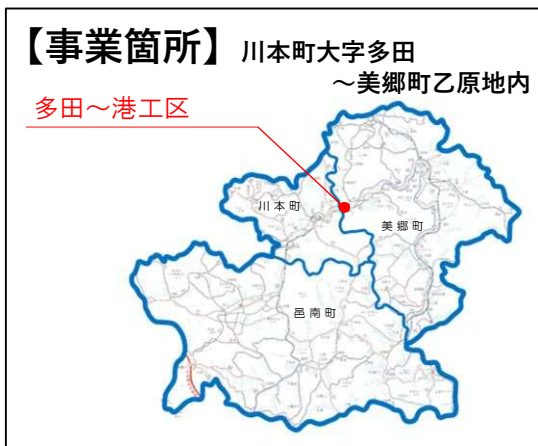 【事業箇所】 川本町大字多田
～美郷町乙原地内
多田～港工区
川本町
美郷町
邑南町